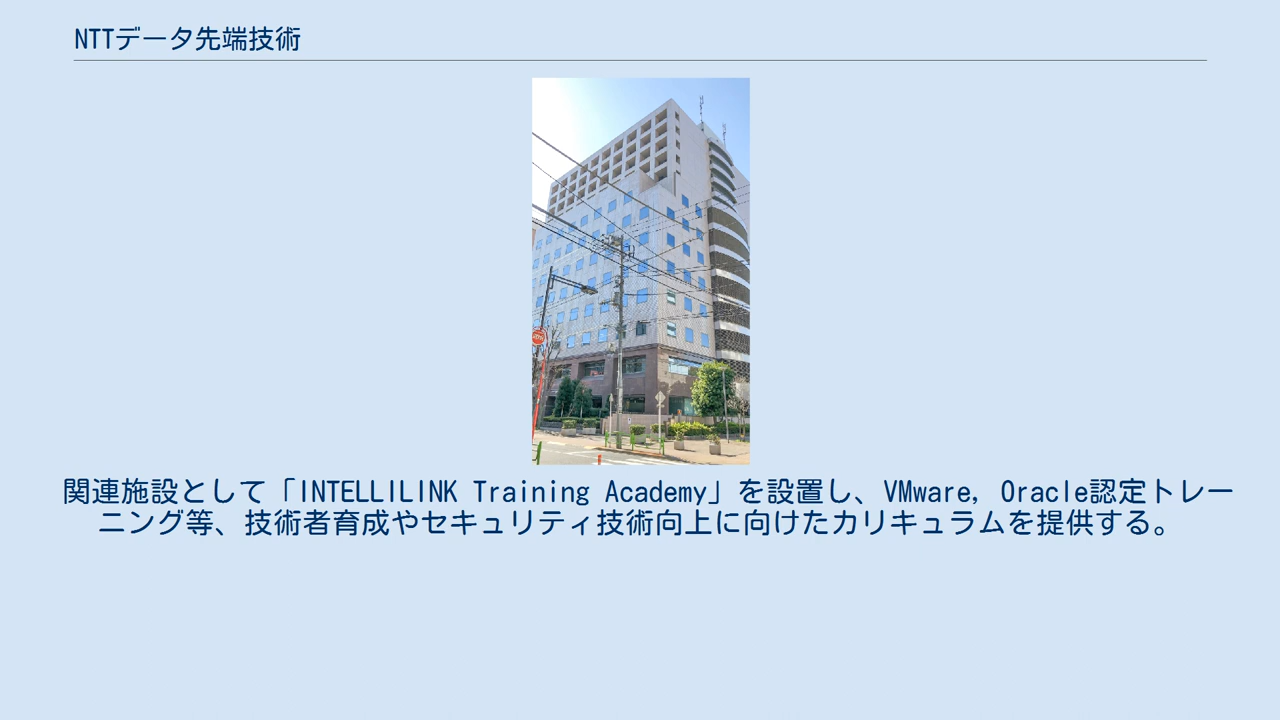 NTTデータ先端技術
関連施設として「INTELLILINK Training Academy」を設置し、VMware, Oracle認定トレー
ニング等、技術者育成やセキュリティ技術向上に向けたカリキュラムを提供する。